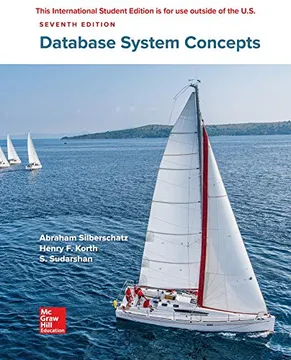 This International Student Edition is for use outside of the U.S.
SEVENTH EDITION
Database System Concepts
Abraham Silberschatz
Henry F. Korth
S. Sudarshan
Mc
Graw
Hill
Education